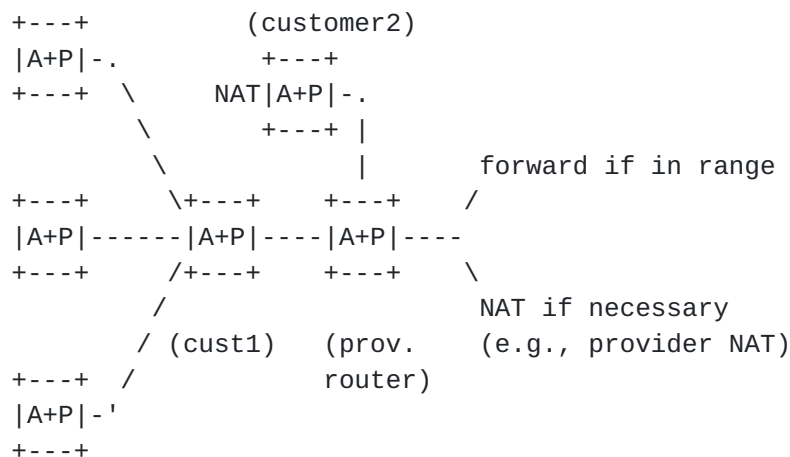 +---+          (customer2)
|A+P|-.         +---+
+---+  \     NAT|A+P|-.
        \       +---+ |
         \            |       forward if in range
+---+     \+---+    +---+    /
|A+P|------|A+P|----|A+P|----
+---+     /+---+    +---+    \
         /                    NAT if necessary
        / (cust1)   (prov.    (e.g., provider NAT)
+---+  /            router)
|A+P|-'
+---+